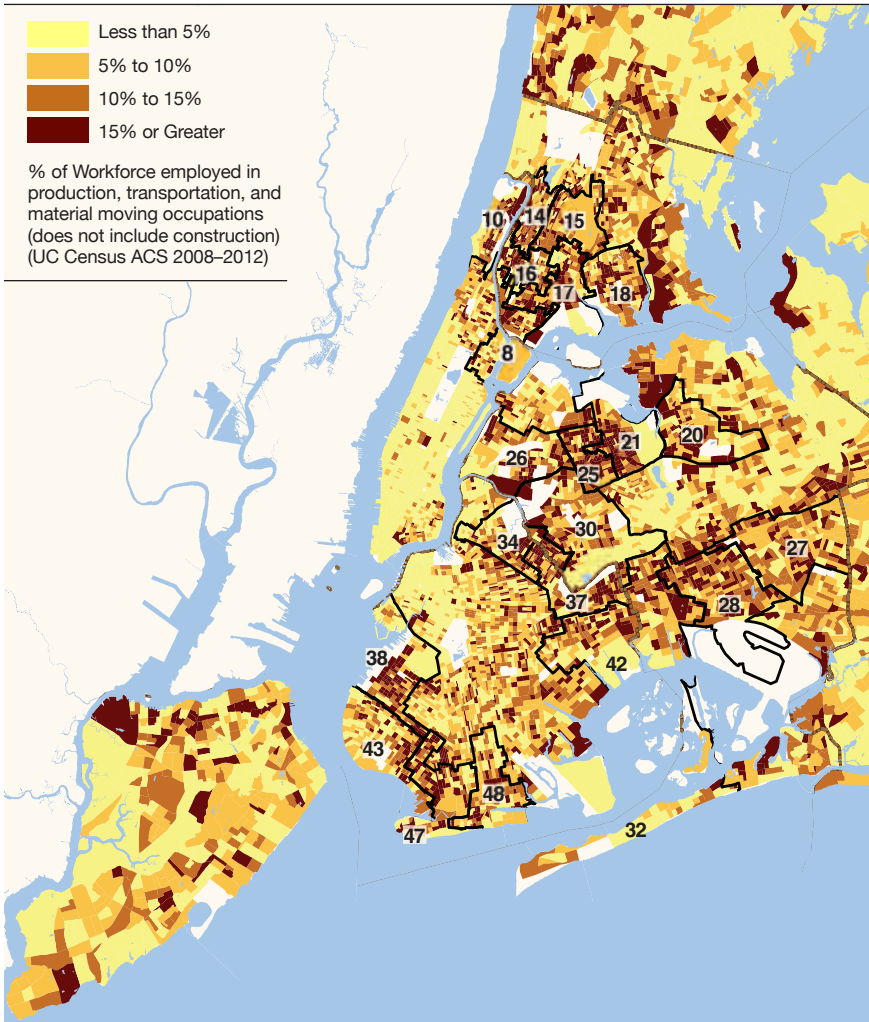 Less than 5%
5% to 10%
10% to 15%
15% or Greater
% of Workforce employed in
production, transportation, and
material moving occupations
(does not include construction)
(UC Census ACS 2008–2012)
10
14
15
16
17
18
8
21
20
26
25
30
34
27
37
28
38
42
43
48
47
32